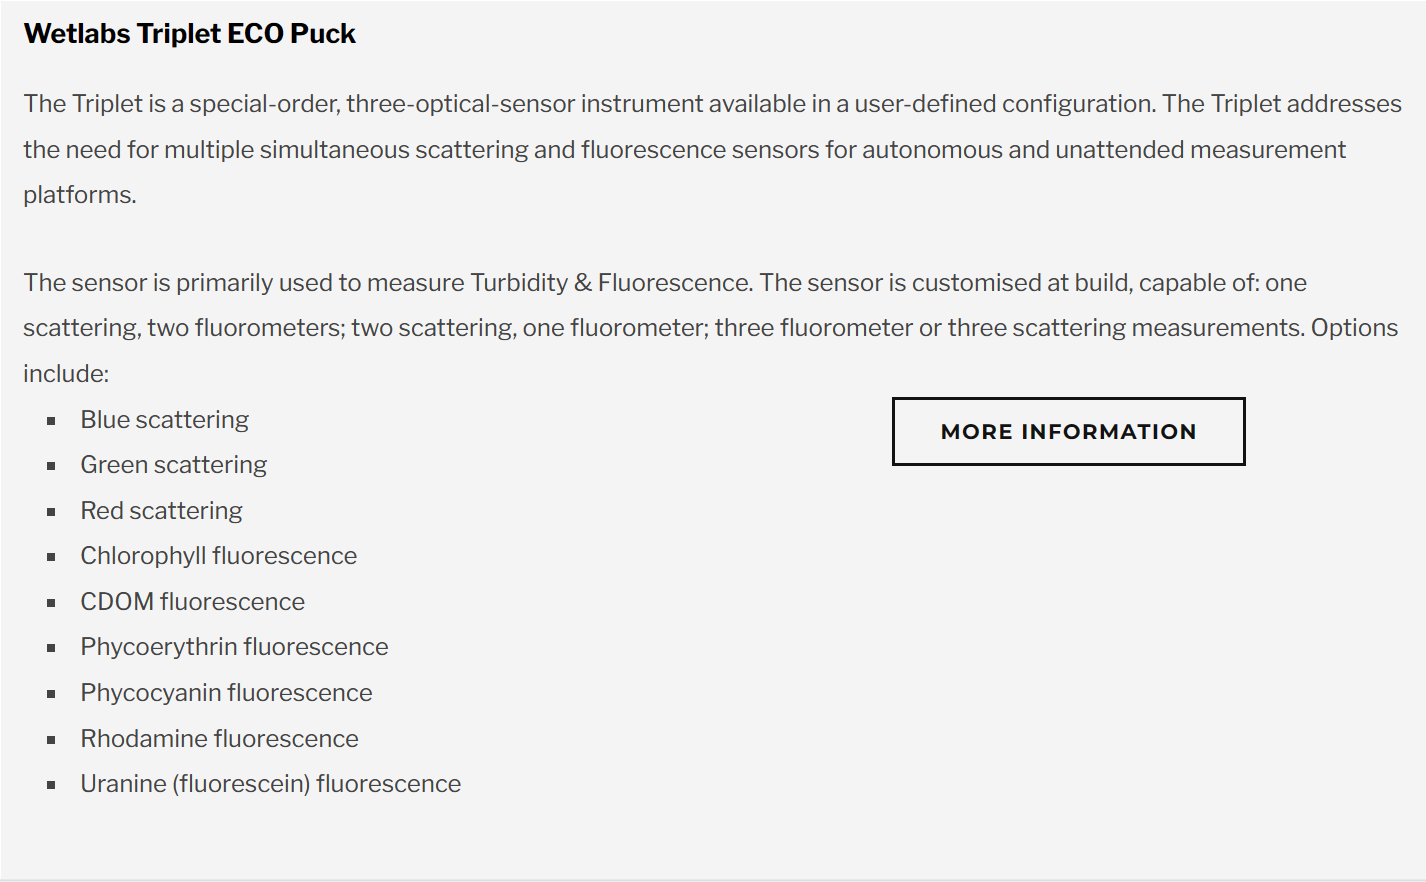 Wetlabs Triplet ECO Puck
The Triplet is a special-order, three-optical-sensor instrument available in a user-defined configuration. The Triplet addresses
the need for multiple simultaneous scattering and fluorescence sensors for autonomous and unattended measurement
platforms.
The sensor is primarily used to measure Turbidity & Fluorescence. The sensor is customised at build, capable of: one
scattering, two fluorometers; two scattering, one fluorometer; three fluorometer or three scattering measurements. Options
include:
▪ Blue scattering
▪ Green scattering
▪ Red scattering
▪ Chlorophyll fluorescence
▪ CDOM fluorescence
▪ Phycoerythrin fluorescence
▪ Phycocyanin fluorescence
▪ Rhodamine fluorescence
▪ Uranine (fluorescein) fluorescence
MORE INFORMATION